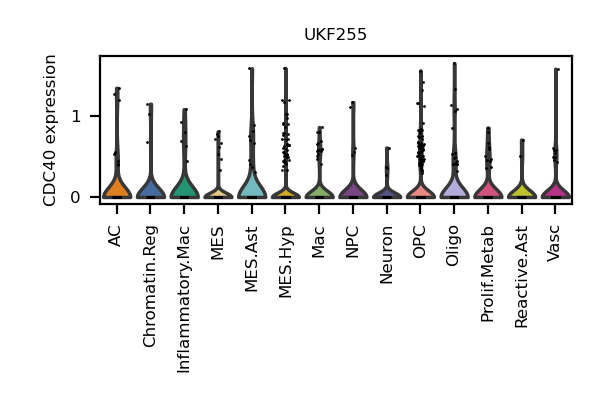 UKF255
CDC40 expression
1
0
AC
Chromatin.Reg
Inflammatory.Mac
MES
MES.Ast
MES.Hyp
Mac
NPC
Neuron
OPC
Oligo
Prolif.Metab
Reactive.Ast
Vasc